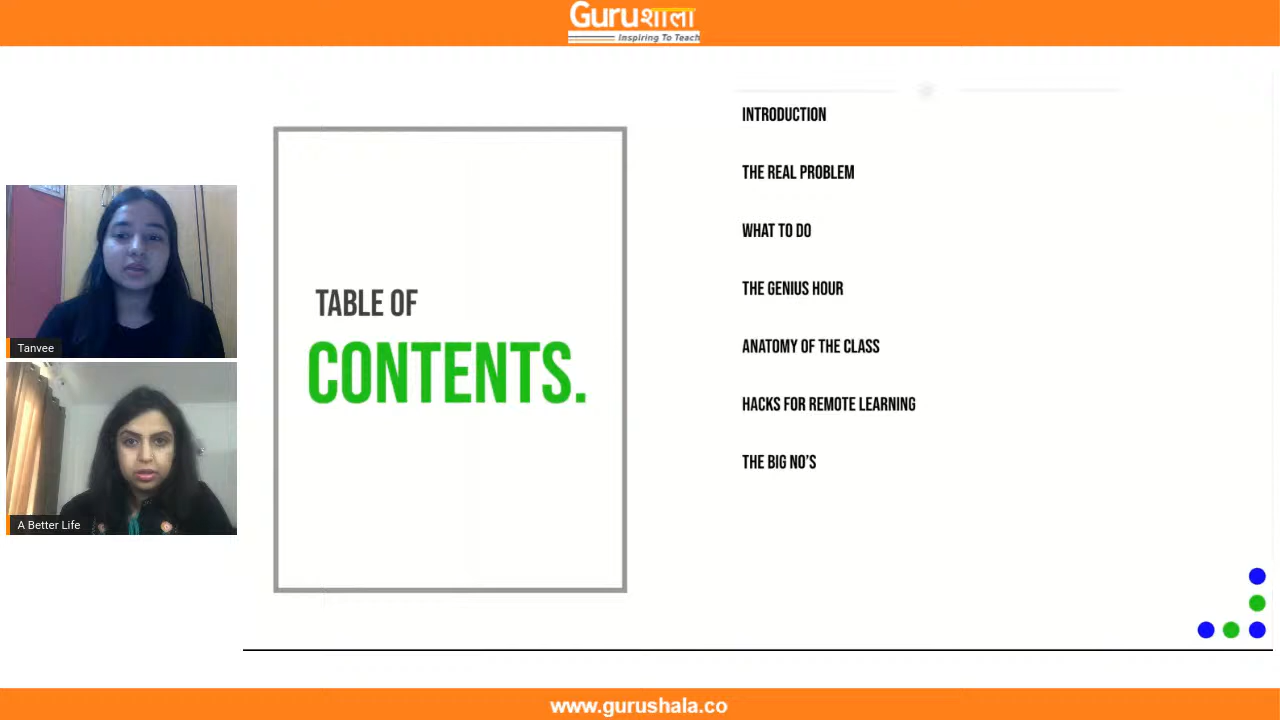 Guruशाला
Inspiring To Teach
INTRODUCTION
THE REAL PROBLEM
WHAT TO DO
THE GENIUS HOUR
ANATOMY OF THE CLASS
HACKS FOR REMOTE LEARNING
THE BIG NO'S
TABLE OF
CONTENTS.
Tanvee
A Better Life
www.gurushala.co